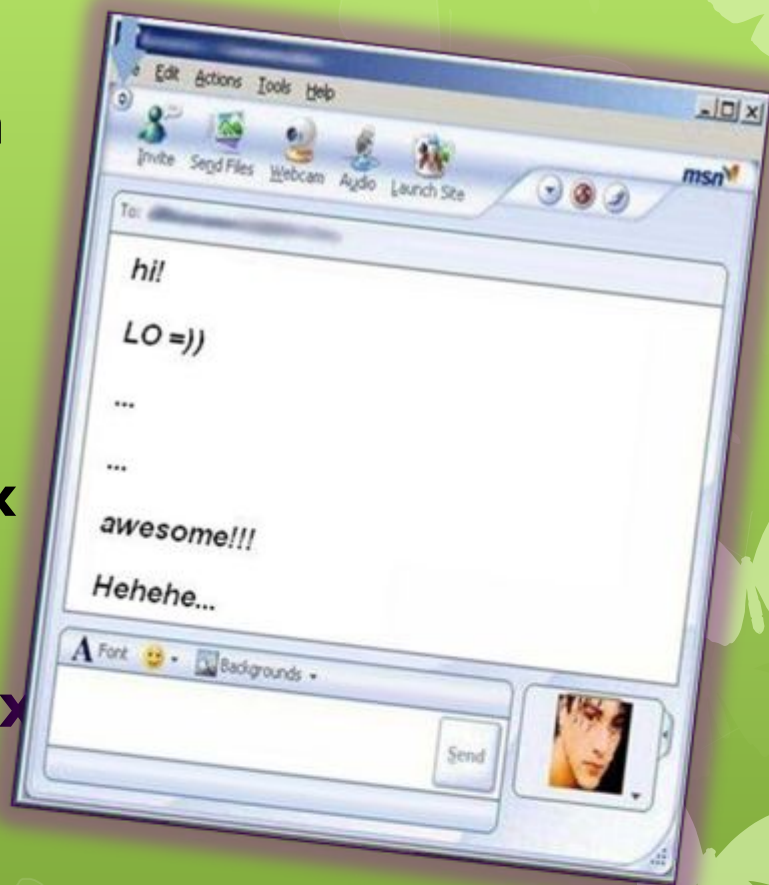 Edit Actions Tools Help
Invite Send Files Webcam Audio Launch Site
msn
To:
hi!
LO =))
...
...
awesome!!!
Hehehe...
A Font Backgrounds
Send
x
x